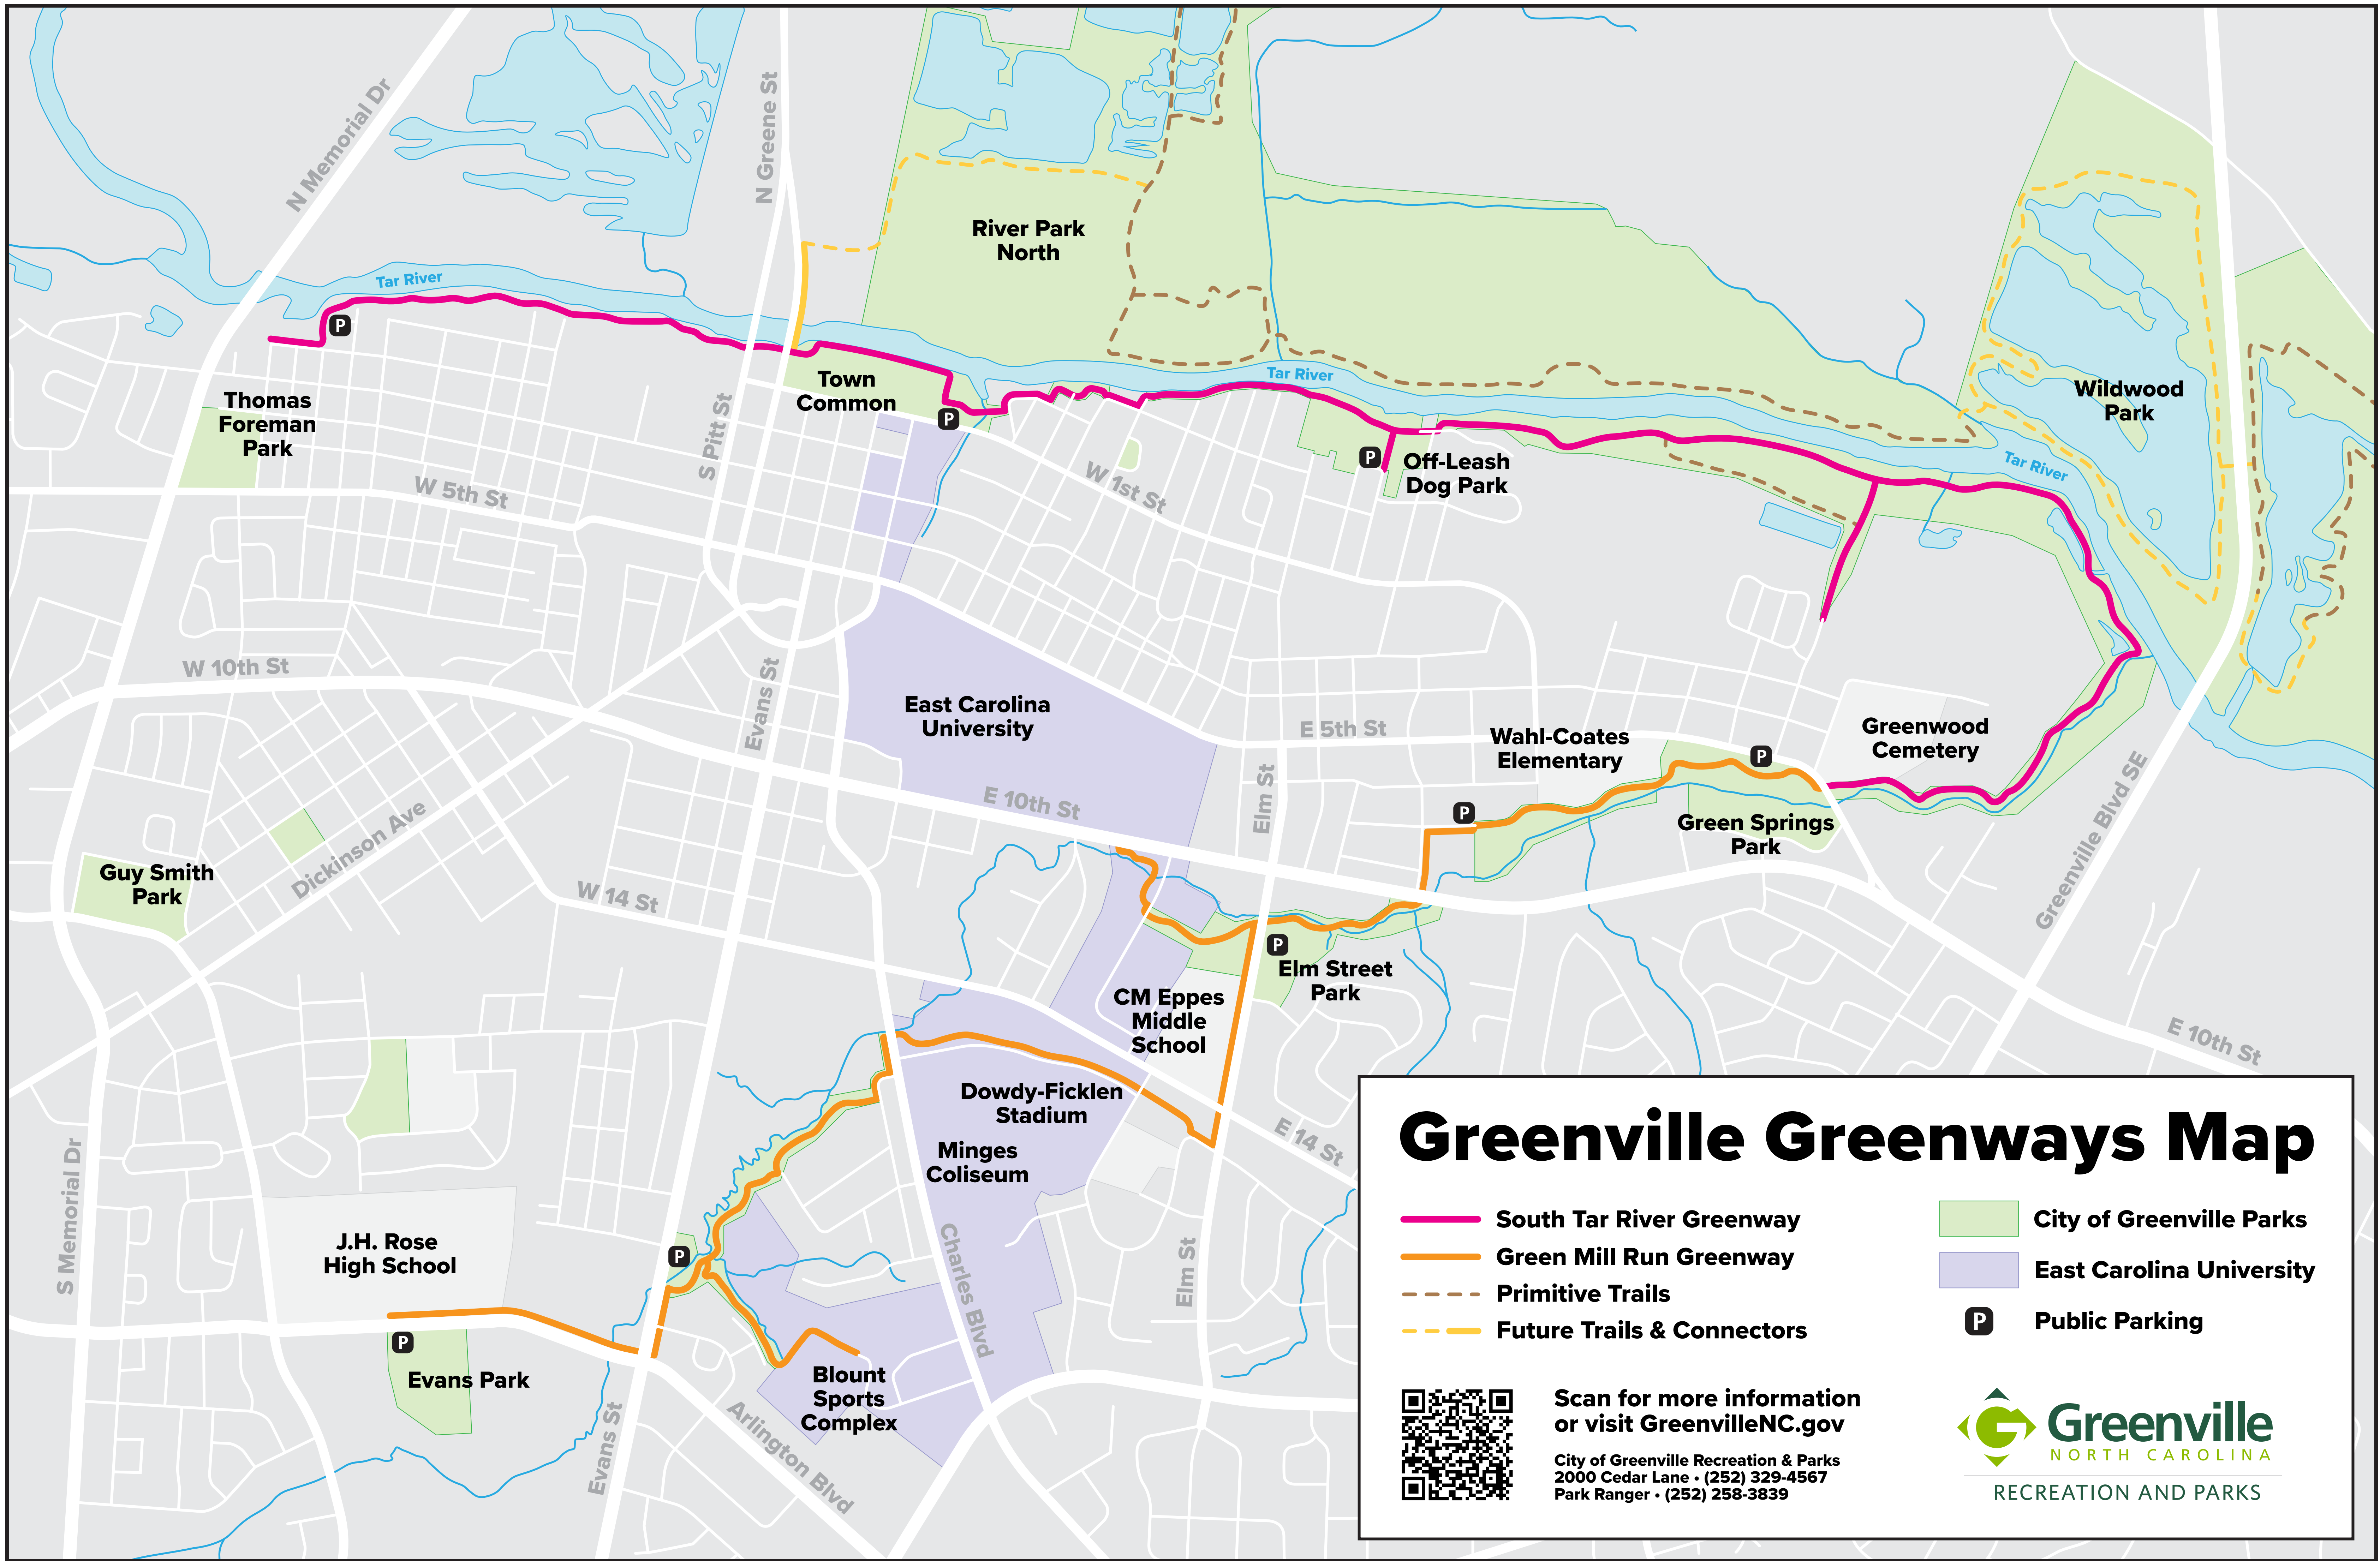 N Memorial Dr
N Greene St
River Park
North
Tar River
P
Town
Common
Tar River
Wildwood
Park
Thomas
Foreman
Park
S Pitt St
P
P
Off-Leash
Dog Park
Tar River
W 5th St
W 1st St
W 10th St
Evans St
East Carolina
University
E 5th St
Wahl-Coates
Elementary
P
Greenwood
Cemetery
E 10th St
Elm St
P
Green Springs
Park
Greenville Blvd SE
Dickinson Ave
Guy Smith
Park
W 14 St
P
Elm Street
Park
CM Eppes
Middle
School
E 10th St
Dowdy-Ficklen
Stadium
Minges
Coliseum
E 14 St
S Memorial Dr
J.H. Rose
High School
P
Charles Blvd
Elm St
P
Evans Park
Blount
Sports
Complex
Evans St
Arlington Blvd
Greenville Greenways Map
South Tar River Greenway
Green Mill Run Greenway
Primitive Trails
Future Trails & Connectors
City of Greenville Parks
East Carolina University
P
Public Parking
Scan for more information
or visit GreenvilleNC.gov
City of Greenville Recreation & Parks
2000 Cedar Lane • (252) 329-4567
Park Ranger • (252) 258-3839
G
Greenville
NORTH CAROLINA
RECREATION AND PARKS